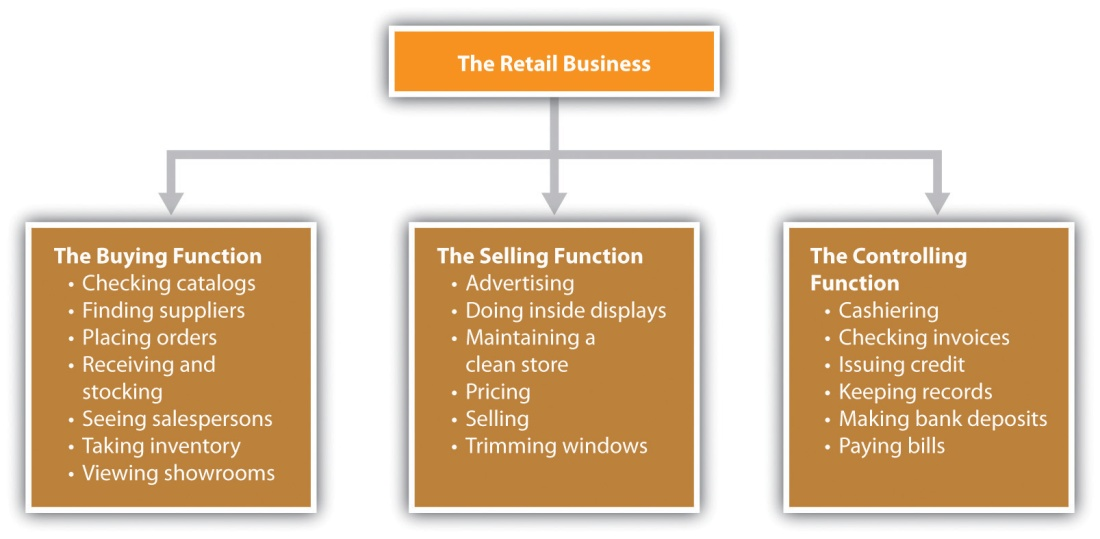 The Retail Business
The Buying Function
• Checking catalogs
• Finding suppliers
• Placing orders
• Receiving and
stocking
• Seeing salespersons
• Taking inventory
• Viewing showrooms
The Selling Function
• Advertising
• Doing inside displays
• Maintaining a
clean store
• Pricing
• Selling
• Trimming windows
The Controlling
Function
• Cashiering
• Checking invoices
• Issuing credit
• Keeping records
• Making bank deposits
• Paying bills